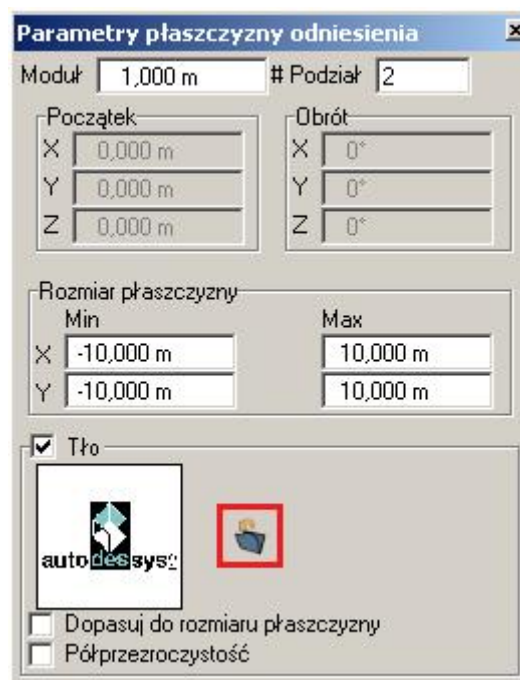 Parametry płaszczyzny odniesienia
Moduł 1,000 m # Podział 2
Początek Obrót
X 0,000 m X 0°
Y 0,000 m Y 0°
Z 0,000 m Z 0°
Rozmiar płaszczyzny
Min Max
X -10,000 m 10,000 m
Y -10,000 m 10,000 m
Tło
autodessys
Dopasuj do rozmiaru płaszczyzny
Półprzezroczystość